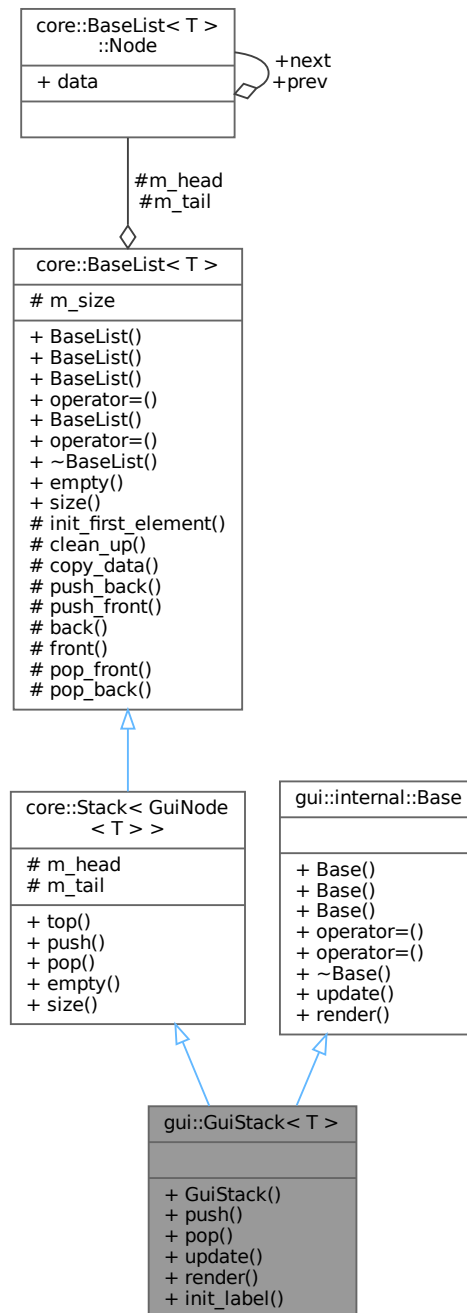 core::BaseList< T >
::Node
+ data
+next
+prev
#m_head
#m_tail
core::BaseList< T >
# m_size
+ BaseList()
+ BaseList()
+ BaseList()
+ operator=()
+ BaseList()
+ operator=()
+ ~BaseList()
+ empty()
+ size()
# init_first_element()
# clean_up()
# copy_data()
# push_back()
# push_front()
# back()
# front()
# pop_front()
# pop_back()
core::Stack< GuiNode
< T > >
# m_head
# m_tail
+ top()
+ push()
+ pop()
+ empty()
+ size()
gui::internal::Base
+ Base()
+ Base()
+ Base()
+ operator=()
+ operator=()
+ ~Base()
+ update()
+ render()
gui::GuiStack< T >
+ GuiStack()
+ push()
+ pop()
+ update()
+ render()
+ init_label()